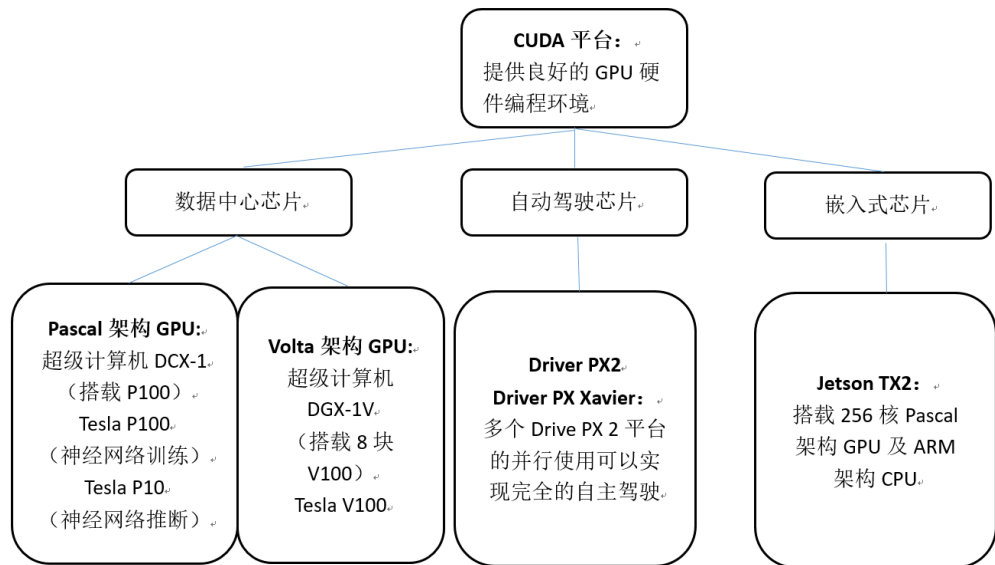 CUDA 平台：
提供良好的 GPU 硬
件编程环境
数据中心芯片
自动驾驶芯片
嵌入式芯片
Pascal 架构 GPU:
超级计算机 DCX-1
（搭载 P100）
Tesla P100
（神经网络训练）
Tesla P10
（神经网络推断）
Volta 架构 GPU:
超级计算机
DGX-1V
（搭载 8 块
V100）
Tesla V100
Driver PX2
Driver PX Xavier：
多个 Drive PX 2 平台
的并行使用可以实
现完全的自主驾驶
Jetson TX2：
搭载 256 核 Pascal
架构 GPU 及 ARM
架构 CPU